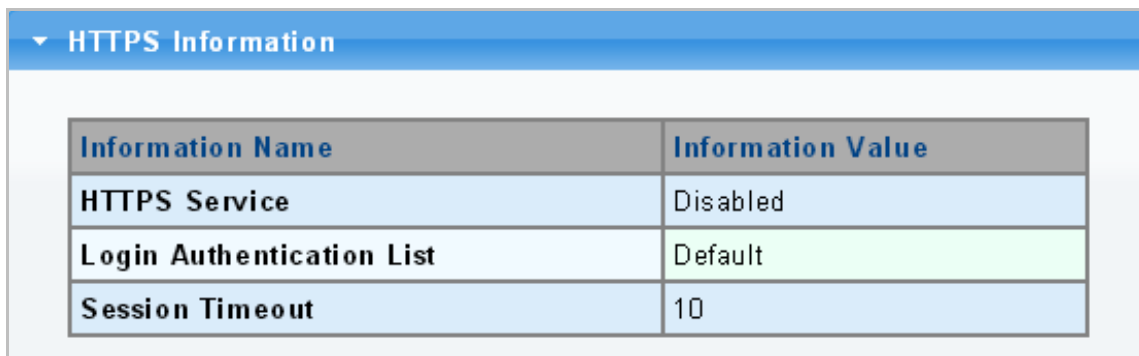 HTTPS Information
Information Name Information Value
HTTPS Service Disabled
Login Authentication List Default
Session Timeout 10